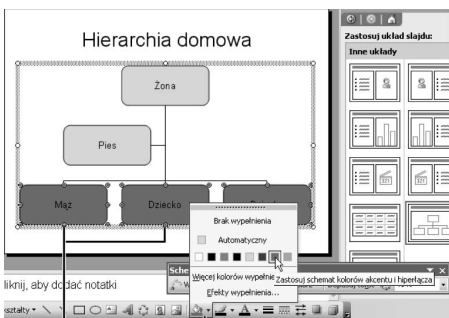 Hierarchia domowa
Zastosuj układ slajdu:
Inne układy
Żona
Pies
Mąż
Dziecko
Brak wypełnienia
Automatyczny
Więcej kolorów wypełnie
Zastosuj schemat kolorów akcentu i hiperłącza
Efekty wypełnienia...
liknij, aby dodać notatki
Sche
kształty